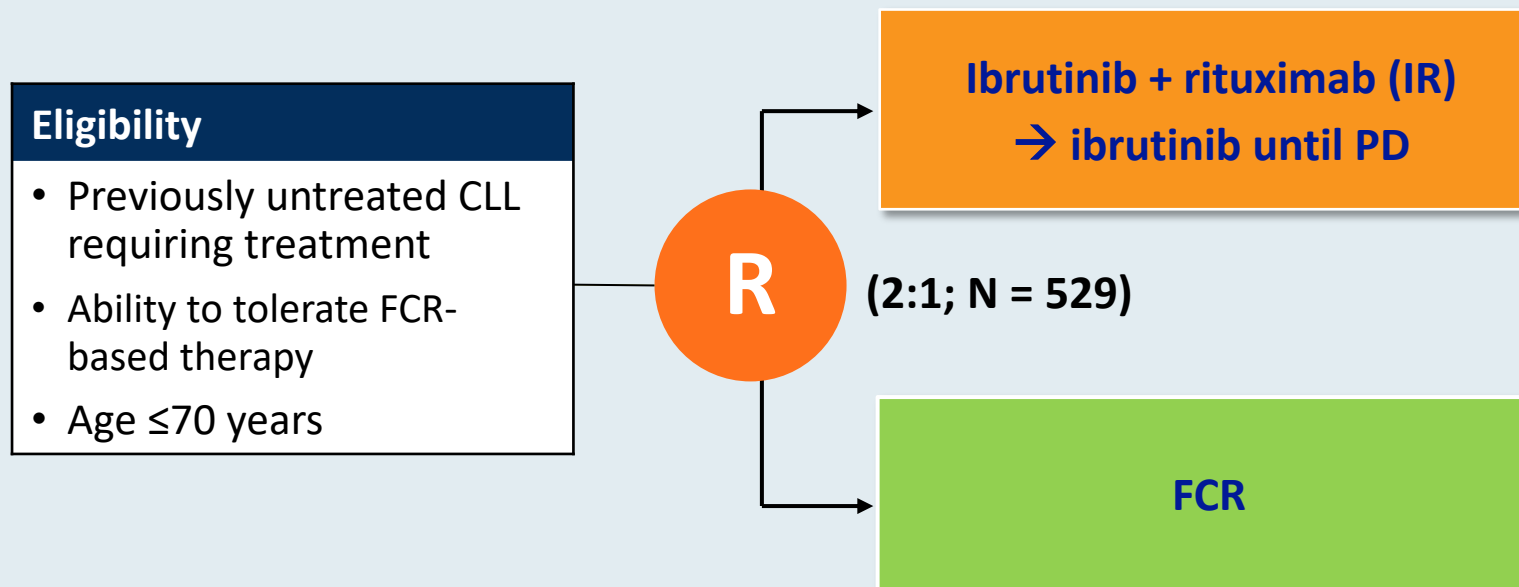 Eligibility
• Previously untreated CLL
requiring treatment
• Ability to tolerate FCR-
based therapy
• Age ≤70 years
R
(2:1; N = 529)
Ibrutinib + rituximab (IR)
→ ibrutinib until PD
FCR